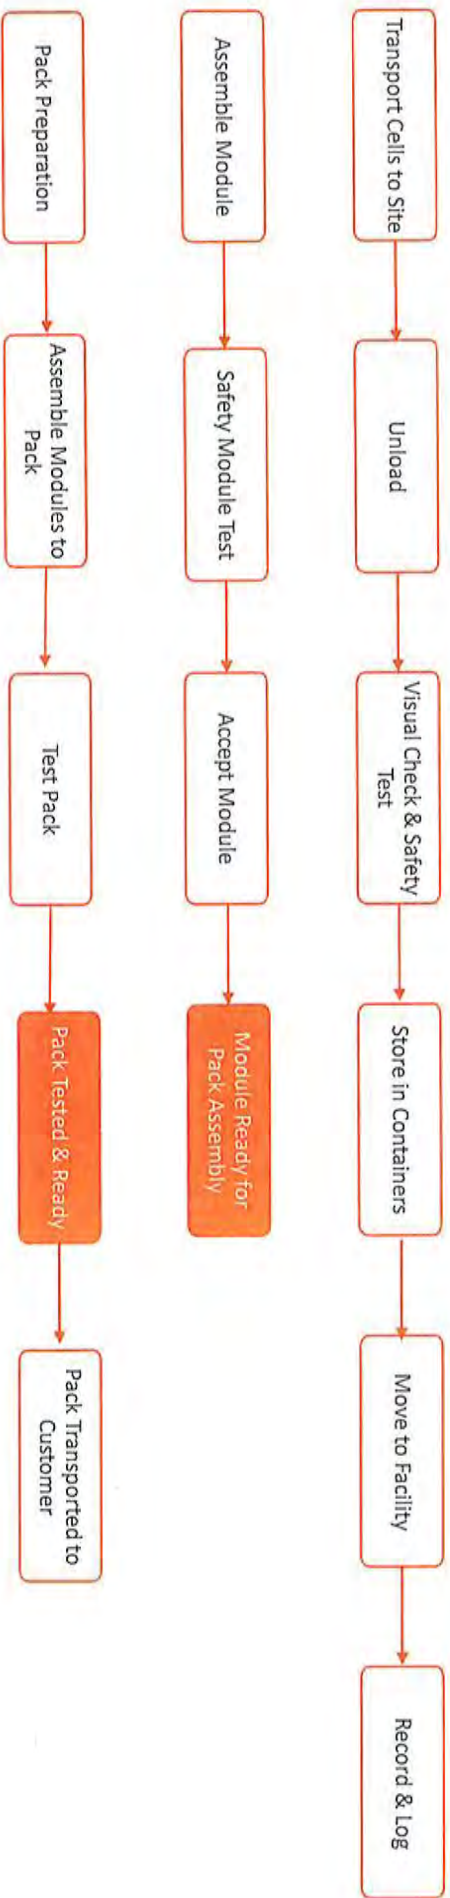 Transport Cells to Site
Unload
Visual Check & Safety
Test
Store in Containers
Move to Facility
Record & Log
Assemble Module
Safety Module Test
Accept Module
Module Ready for
Pack Assembly
Pack Preparation
Assemble Modules to
Pack
Test Pack
Pack Tested & Ready
Pack Transported to
Customer